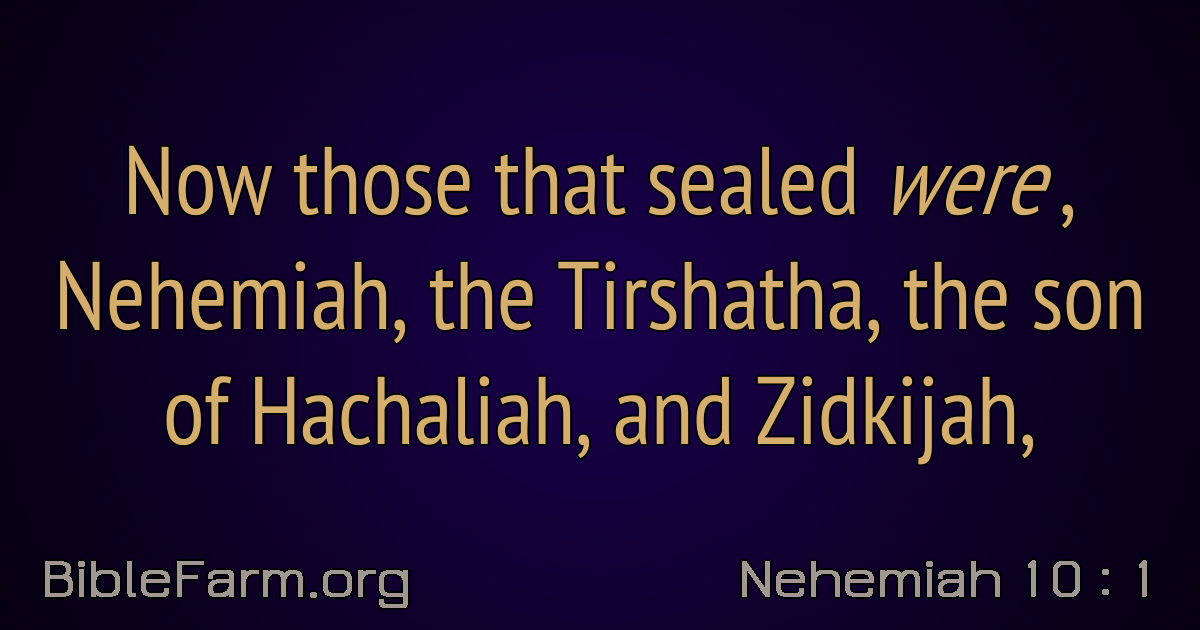 Now those that sealed were ,
Nehemiah, the Tirshatha, the son
of Hachaliah, and Zidkijah,
BibleFarm.org
Nehemiah 10 : 1